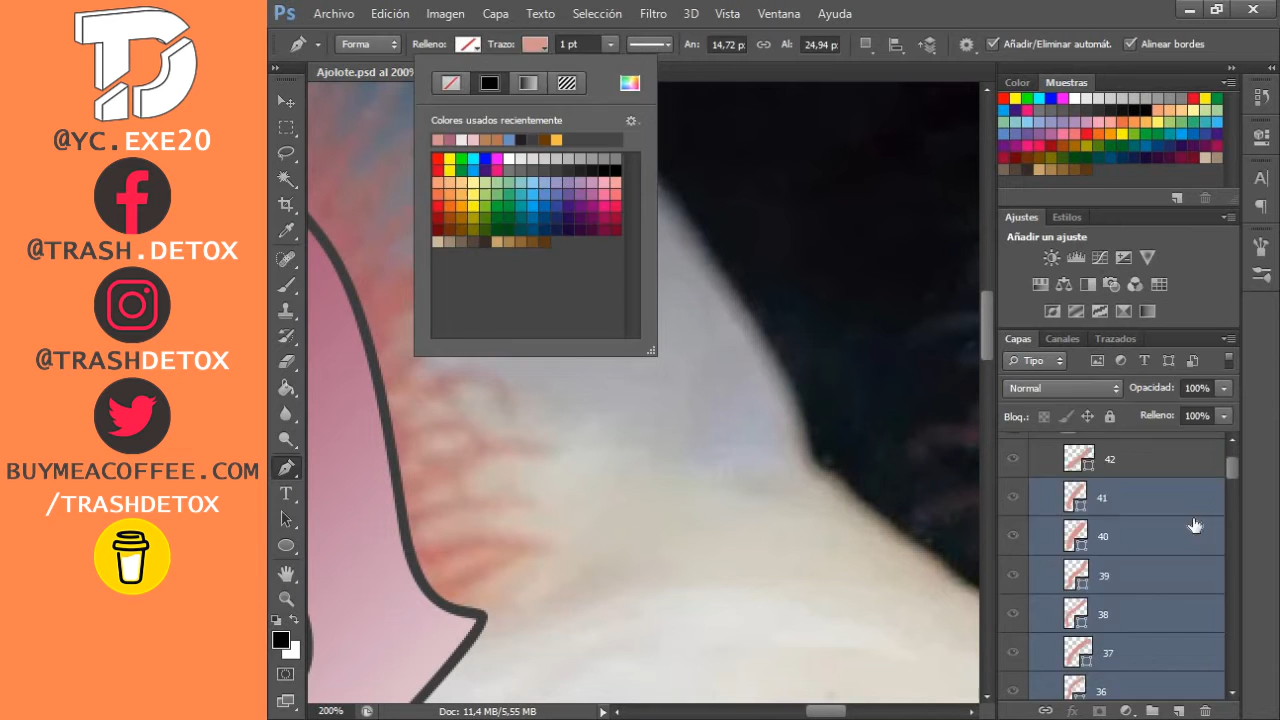 @YC.EXE20
@TRASH.DETOX
@TRASHDETOX
BUYMEACOFFEE.COM
/TRASHDETOX
Ps Archivo Edición Imagen Capa Texto Selección Filtro 3D Vista Ventana Ayuda
Forma Relleno: Trazo: 1 pt An: 14,72 p: Al: 24,94 p: Añadir/Eliminar automát. Alinear bordes
Ajolote.psd al 200%
Colores usados recientemente
Color Muestras
Ajustes Estilos
Añadir un ajuste
Capas Canales Trazados
Tipo
Normal Opacidad: 100%
Bloq.: Relleno: 100%
42
41
40
39
38
37
36
200% Doc: 11,4 MB/5,55 MB